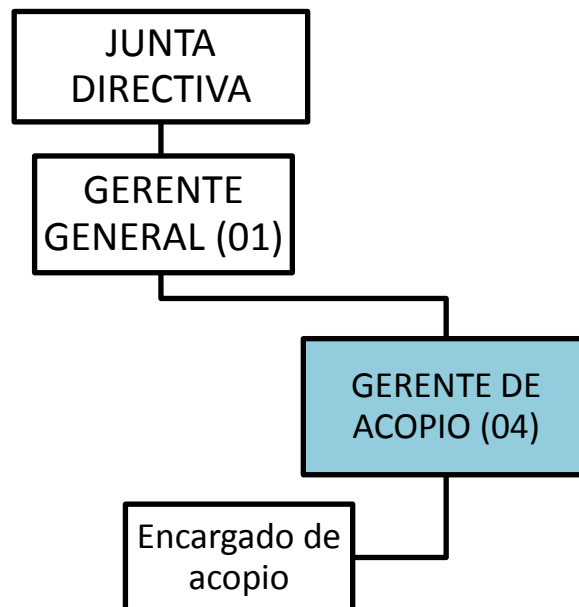 JUNTA
DIRECTIVA
GERENTE
GENERAL (01)
GERENTE DE
ACOPIO (04)
Encargado de
acopio